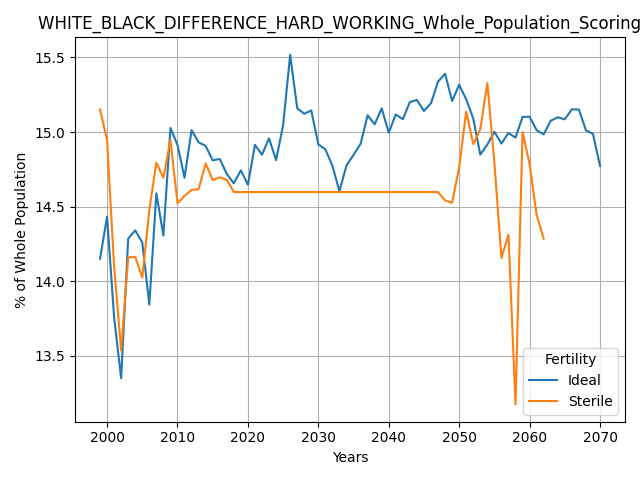 WHITE_BLACK_DIFFERENCE_HARD_WORKING_Whole_Population_Scoring
15.5
15.0
14.5
14.0
13.5
% of Whole Population
2000 2010 2020 2030 2040 2050 2060 2070
Years
Fertility
Ideal
Sterile